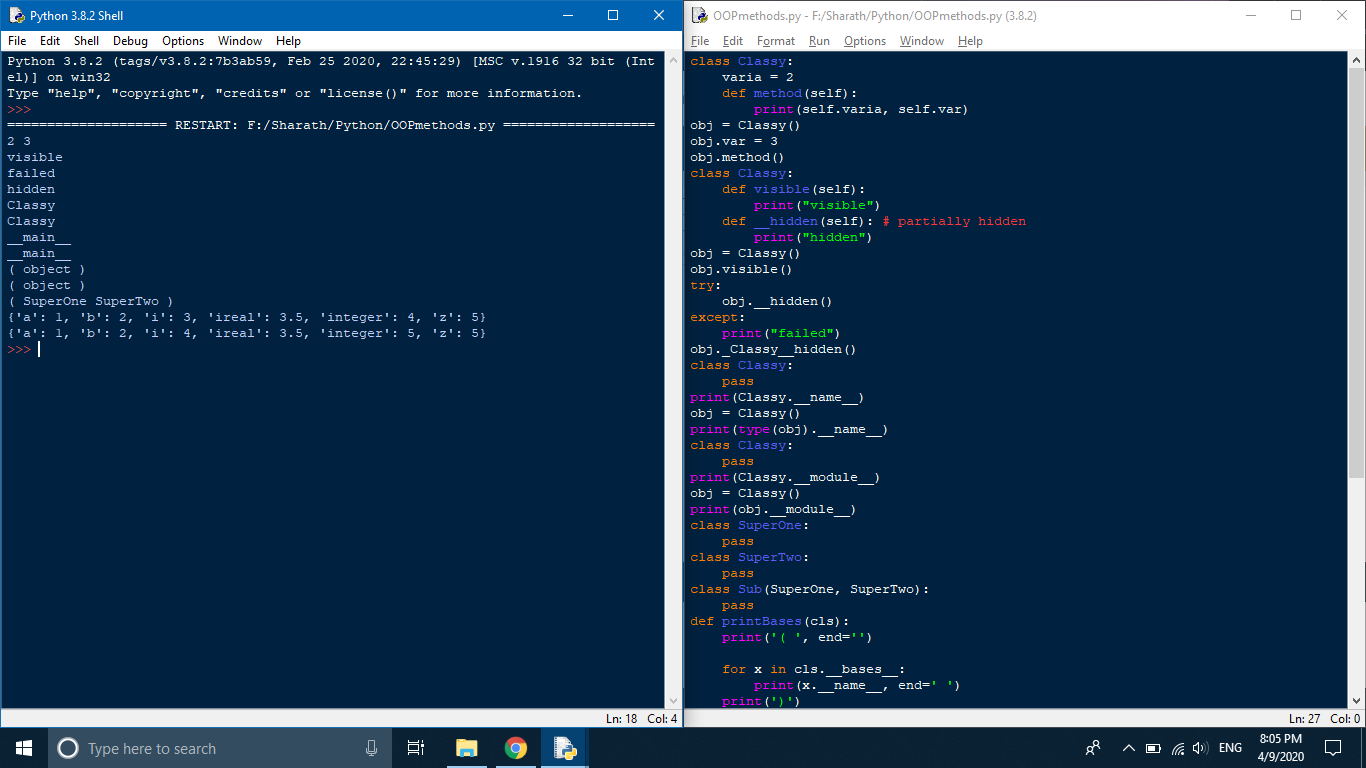 Python 3.8.2 Shell
File Edit Shell Debug Options Window Help
Python 3.8.2 (tags/v3.8.2:7b3ab59, Feb 25 2020, 22:45:29) [MSC v.1916 32 bit (Int
el)] on win32
Type "help", "copyright", "credits" or "license()" for more information.
>>>
==================== RESTART: F:/Sharath/Python/OOPmethods.py ===================
2 3
visible
failed
hidden
Classy
Classy
__main__
__main__
( object )
( object )
( SuperOne SuperTwo )
{'a': 1, 'b': 2, 'i': 3, 'ireal': 3.5, 'integer': 4, 'z': 5}
{'a': 1, 'b': 2, 'i': 4, 'ireal': 3.5, 'integer': 5, 'z': 5}
>>>
Ln: 18 Col: 4
OOPmethods.py - F:/Sharath/Python/OOPmethods.py (3.8.2)
File Edit Format Run Options Window Help
class Classy:
    varia = 2
    def method(self):
        print(self.varia, self.var)
obj = Classy()
obj.var = 3
obj.method()
class Classy:
    def visible(self):
        print("visible")
    def __hidden(self): # partially hidden
        print("hidden")
obj = Classy()
obj.visible()
try:
    obj.__hidden()
except:
    print("failed")
obj._Classy__hidden()
class Classy:
    pass
print(Classy.__name__)
obj = Classy()
print(type(obj).__name__)
class Classy:
    pass
print(Classy.__module__)
obj = Classy()
print(obj.__module__)
class SuperOne:
    pass
class SuperTwo:
    pass
class Sub(SuperOne, SuperTwo):
    pass
def printBases(cls):
    print('( ', end='')
    for x in cls.__bases__:
        print(x.__name__, end=' ')
    print(')')
Ln: 27 Col: 0
Type here to search
ENG
8:05 PM
4/9/2020